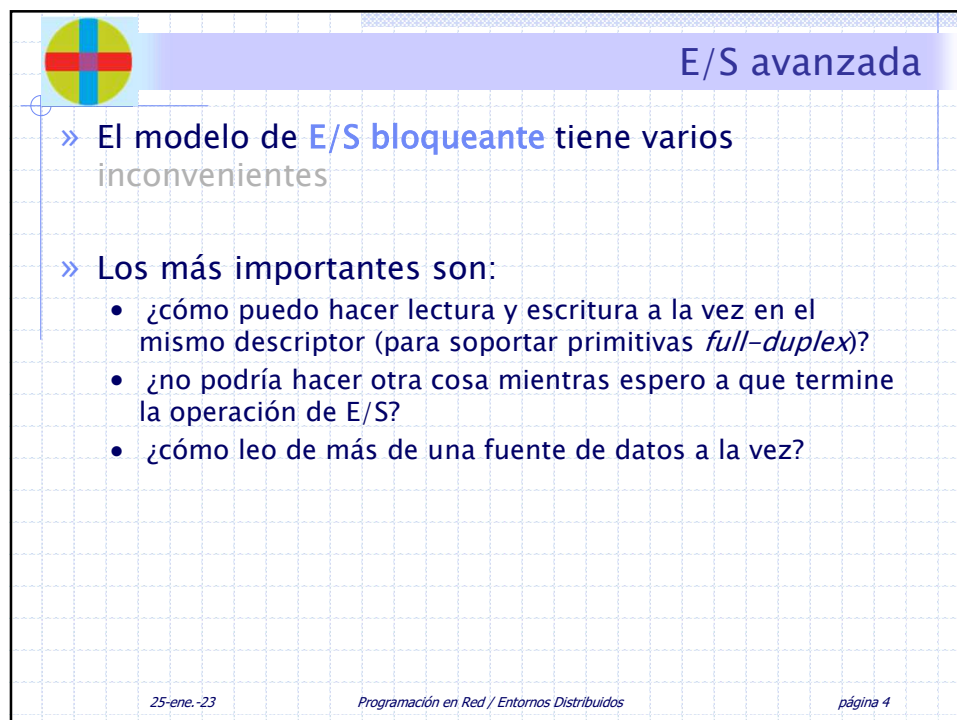 E/S avanzada
» El modelo de E/S bloqueante tiene varios
inconvenientes
» Los más importantes son:
• ¿cómo puedo hacer lectura y escritura a la vez en el
mismo descriptor (para soportar primitivas full-duplex)?
• ¿no podría hacer otra cosa mientras espero a que termine
la operación de E/S?
• ¿cómo leo de más de una fuente de datos a la vez?
25-ene.-23 Programación en Red / Entornos Distribuidos página 4